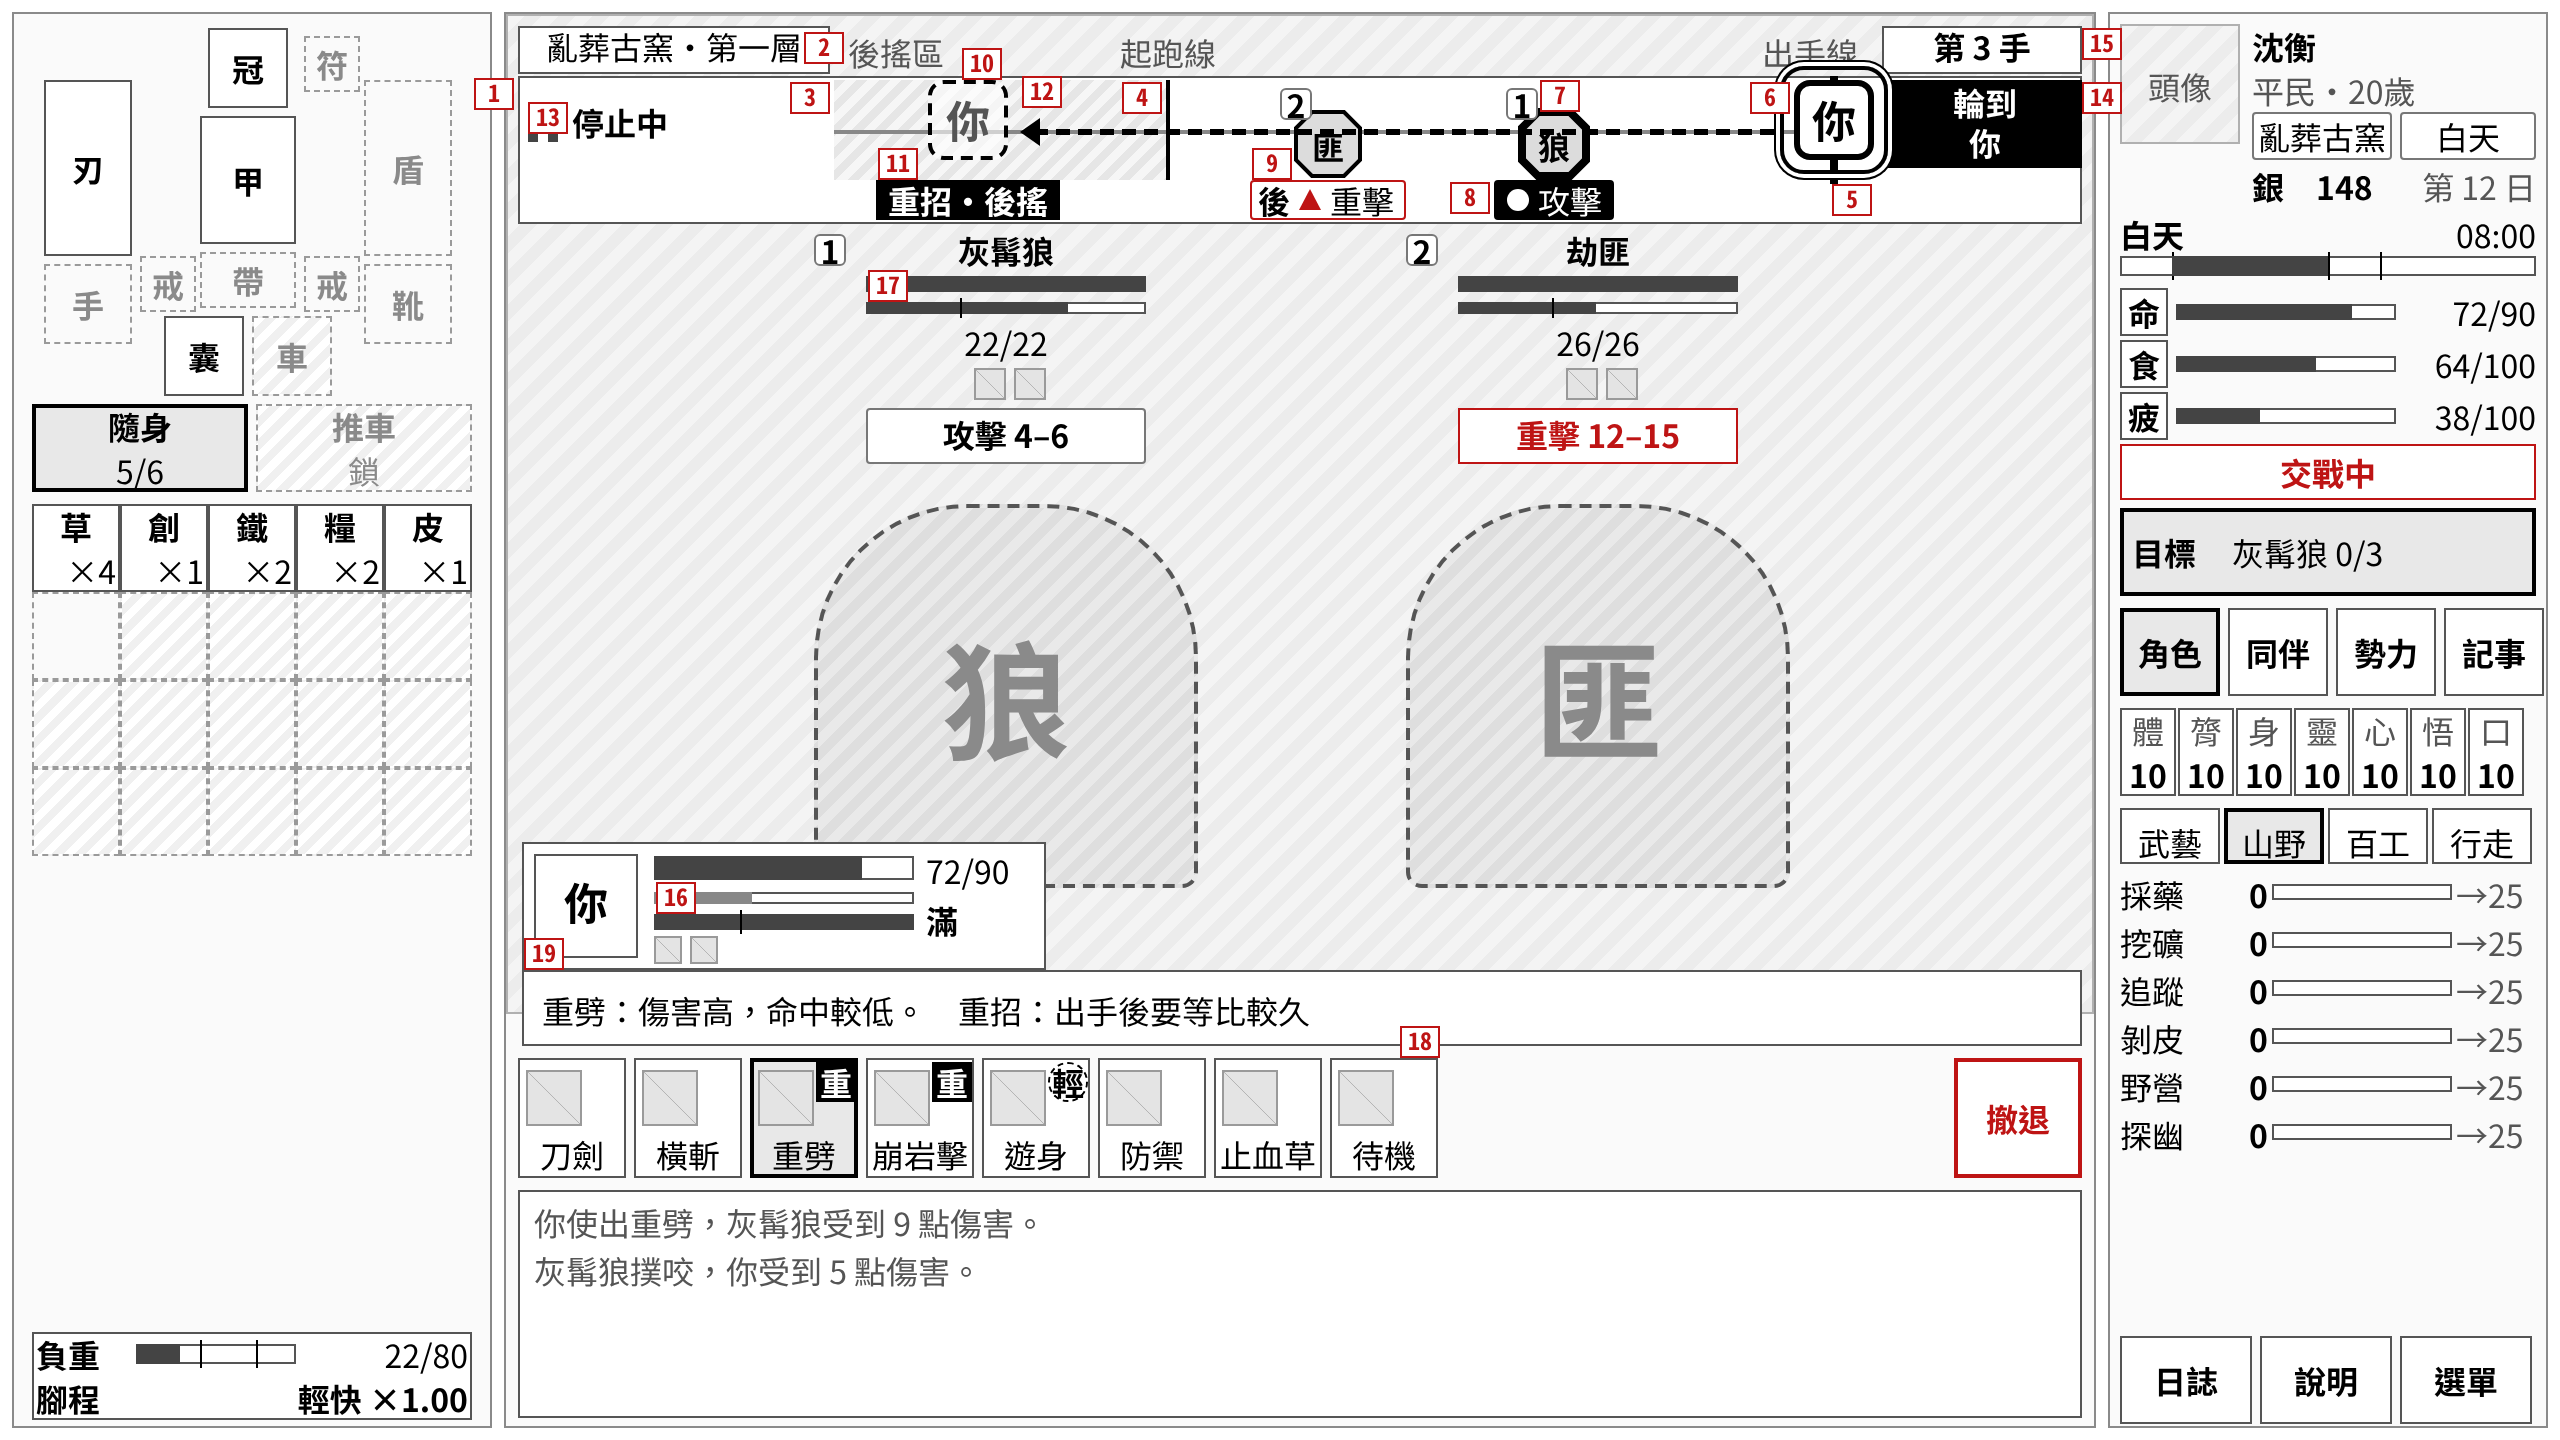 冠
符
刃
甲
盾
手
戒
帶
戒
靴
囊
車
隨身
5/6
推車
鎖
草 創 鐵 糧 皮
×4 ×1 ×2 ×2 ×1
負重 22/80
腳程 輕快 ×1.00
1
亂葬古窯・第一層
2
後搖區
起跑線
出手線
第 3 手
15
13
停止中
3
10
你
12
4
11
重招・後搖
2
匪
9
後 ▲ 重擊
1
7
狼
8
● 攻擊
6
你
5
輪到
你
14
1 灰髯狼
17
22/22
攻擊 4–6
2 劫匪
26/26
重擊 12–15
狼
匪
你
19
72/90
16
滿
重劈：傷害高，命中較低。 重招：出手後要等比較久
18
刀劍
橫斬
重
重劈
重
崩岩擊
輕
遊身
防禦
止血草
待機
撤退
你使出重劈，灰髯狼受到 9 點傷害。
灰髯狼撲咬，你受到 5 點傷害。
頭像
沈衡
平民・20歲
亂葬古窯 白天
銀 148 第 12 日
白天 08:00
命 72/90
食 64/100
疲 38/100
交戰中
目標 灰髯狼 0/3
角色 同伴 勢力 記事
體 膂 身 靈 心 悟 口
10 10 10 10 10 10 10
武藝 山野 百工 行走
採藥 0 →25
挖礦 0 →25
追蹤 0 →25
剝皮 0 →25
野營 0 →25
探幽 0 →25
日誌 說明 選單